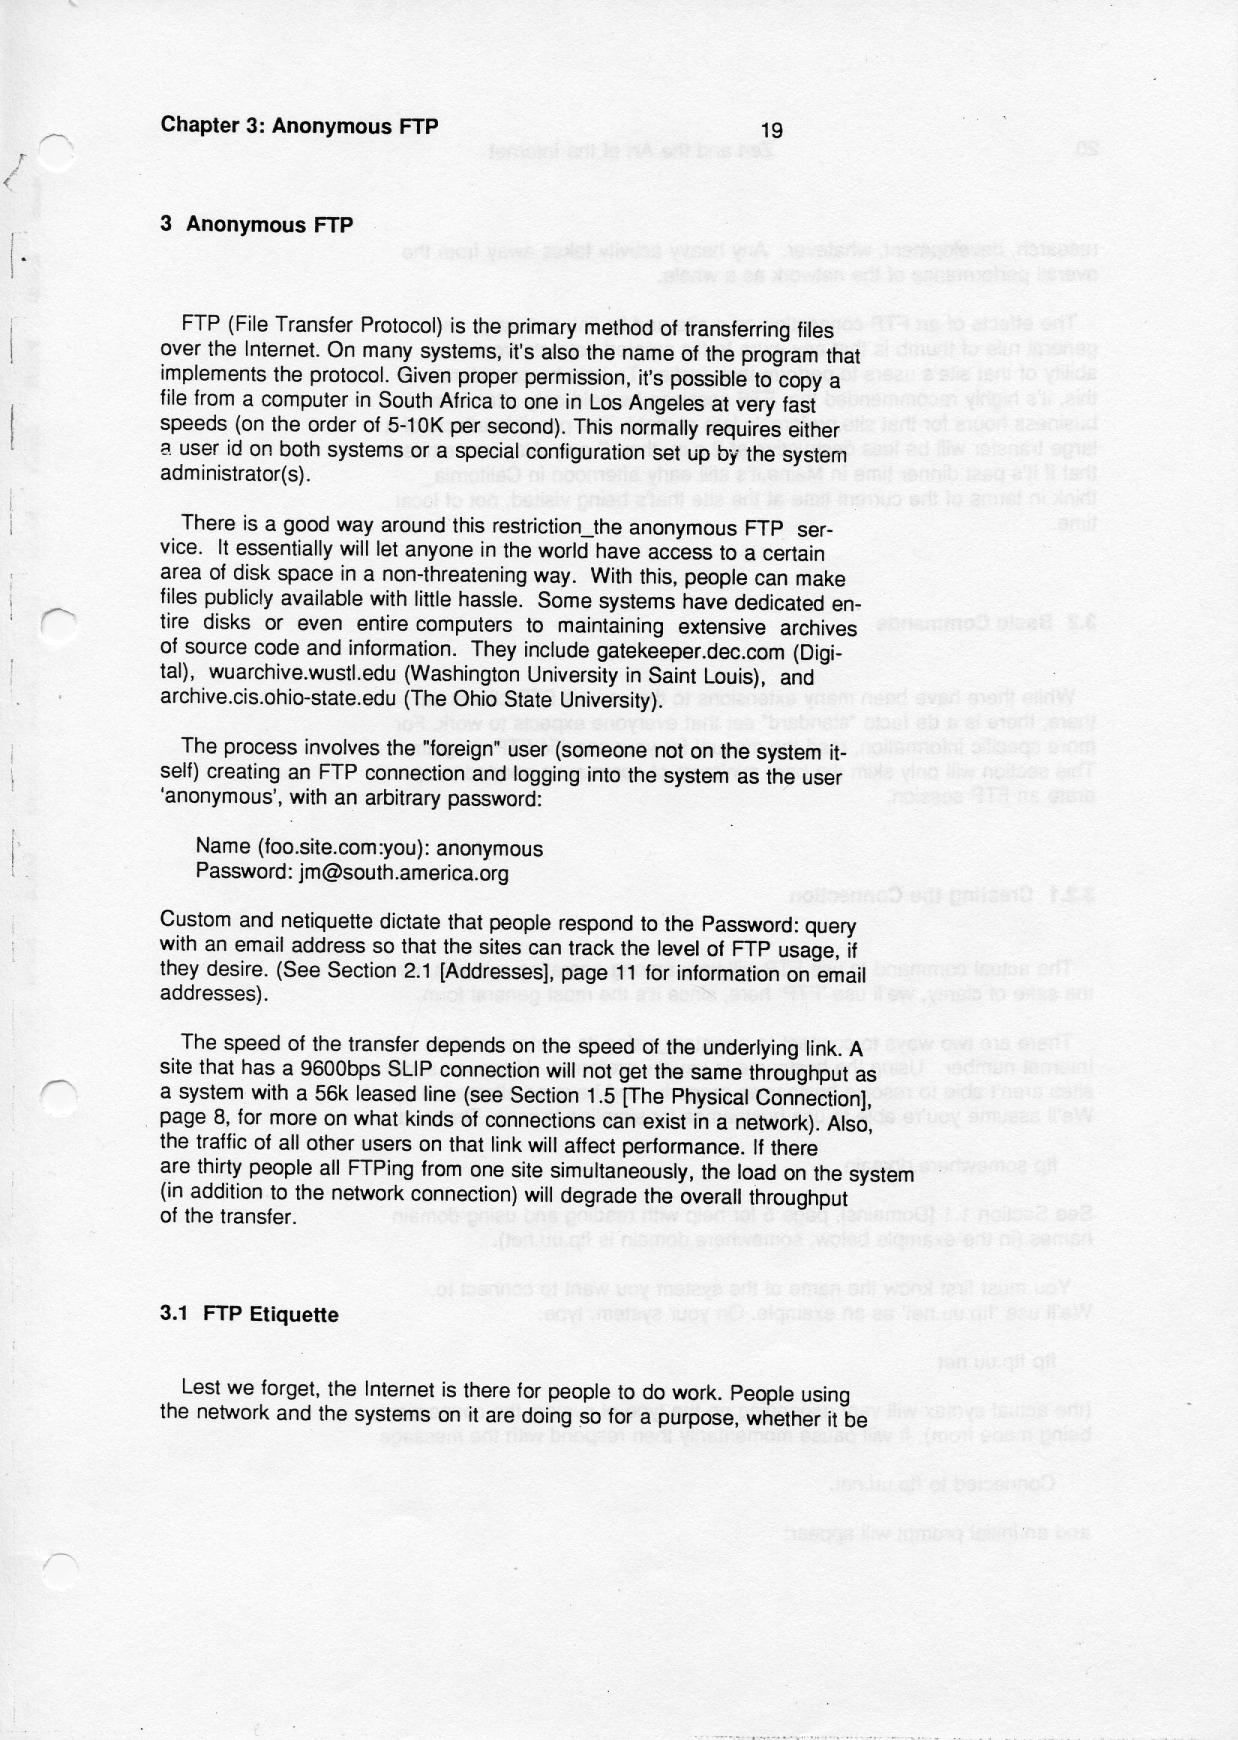 Chapter 3: Anonymous FTP 19
3 Anonymous FTP
FTP (File Transfer Protocol) is the primary method of transferring files
over the Internet. On many systems, it's also the name of the program that
implements the protocol. Given proper permission, it's possible to copy a
file from a computer in South Africa to one in Los Angeles at very fast
speeds (on the order of 5-10K per second). This normally requires either
a user id on both systems or a special configuration set up by the system
administrator(s).
There is a good way around this restriction_the anonymous FTP ser-
vice. It essentially will let anyone in the world have access to a certain
area of disk space in a non-threatening way. With this, people can make
files publicly available with little hassle. Some systems have dedicated en-
tire disks or even entire computers to maintaining extensive archives
of source code and information. They include gatekeeper.dec.com (Digi-
tal), wuarchive.wustl.edu (Washington University in Saint Louis), and
archive.cis.ohio-state.edu (The Ohio State University).
The process involves the "foreign" user (someone not on the system it-
self) creating an FTP connection and logging into the system as the user
‘anonymous’, with an arbitrary password:
Name (foo.site.com:you): anonymous
Password: jm@south.america.org
Custom and netiquette dictate that people respond to the Password: query
with an email address so that the sites can track the level of FTP usage, if
they desire. (See Section 2.1 [Addresses], page 11 for information on email
addresses).
The speed of the transfer depends on the speed of the underlying link. A
site that has a 9600bps SLIP connection will not get the same throughput as
a system with a 56k leased line (see Section 1.5 [The Physical Connection],
page 8, for more on what kinds of connections can exist in a network). Also,
the traffic of all other users on that link will affect performance. If there
are thirty people all FTPing from one site simultaneously, the load on the system
(in addition to the network connection) will degrade the overall throughput
of the transfer.
3.1 FTP Etiquette
Lest we forget, the Internet is there for people to do work. People using
the network and the systems on it are doing so for a purpose, whether it be